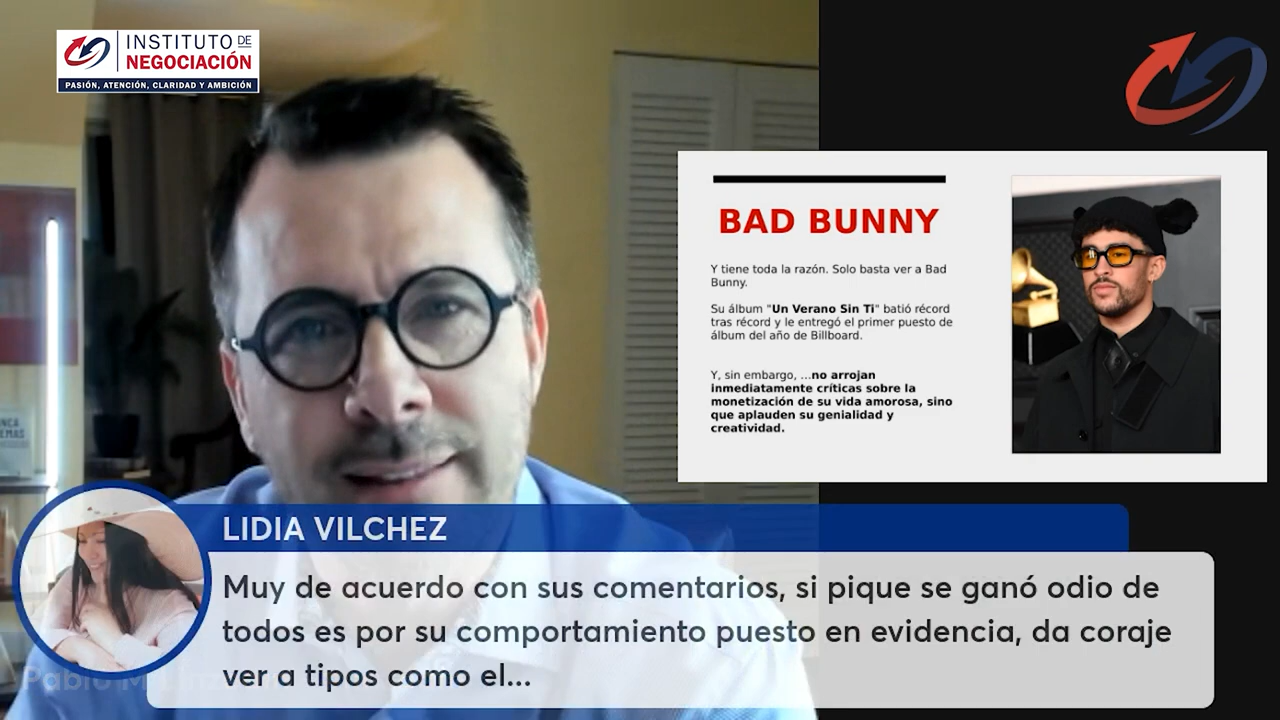 INSTITUTO DE
NEGOCIACIÓN
PASIÓN, ATENCIÓN, CLARIDAD Y AMBICIÓN
BAD BUNNY
Y tiene toda la razón. Solo basta ver a Bad
Bunny.
Su álbum "Un Verano Sin Ti" batió récord
tras récord y le entregó el primer puesto de
álbum del año de Billboard.
Y, sin embargo, ...no arrojan
inmediatamente críticas sobre la
monetización de su vida amorosa, sino
que aplauden su genialidad y
creatividad.
LIDIA VILCHEZ
Muy de acuerdo con sus comentarios, si pique se ganó odio de
todos es por su comportamiento puesto en evidencia, da coraje
ver a tipos como el...
Pablo M